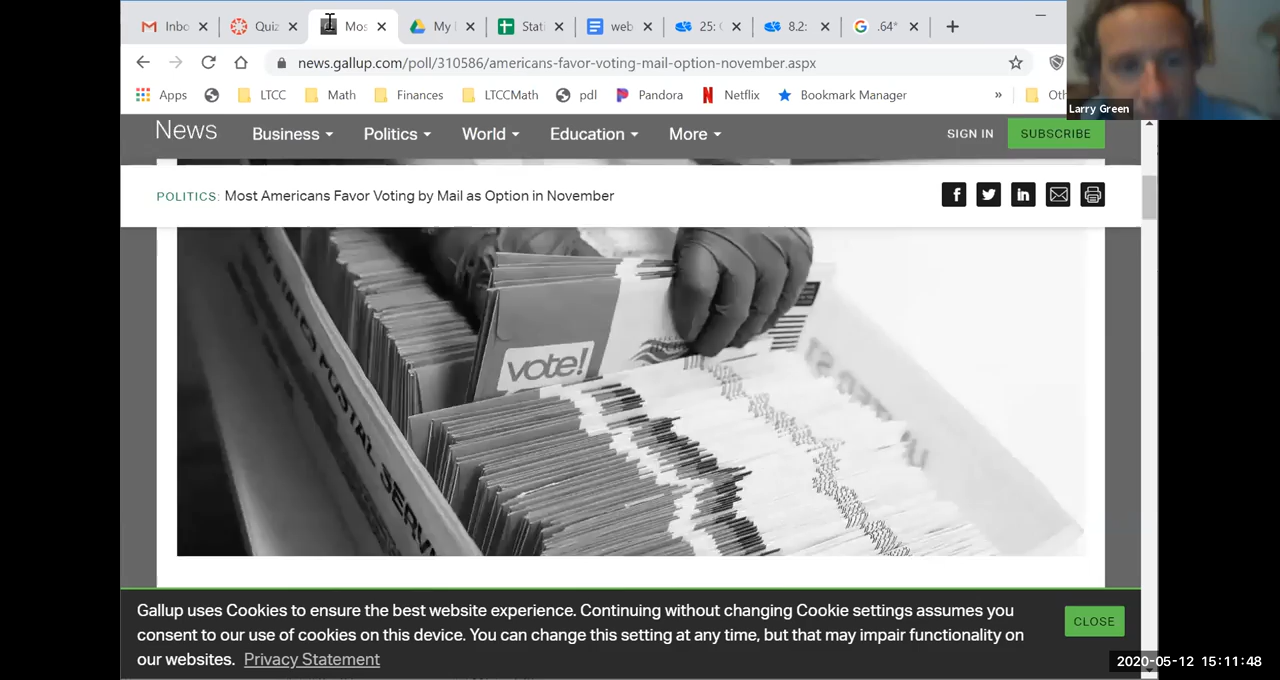 Inbo
Quiz
Mos
My
Stati
web
25:
8.2:
.64*
news.gallup.com/poll/310586/americans-favor-voting-mail-option-november.aspx
Apps
LTCC
Math
Finances
LTCCMath
pdl
Pandora
Netflix
Bookmark Manager
»
Larry Green
News
Business
Politics
World
Education
More
SIGN IN
SUBSCRIBE
POLITICS: Most Americans Favor Voting by Mail as Option in November
vote!
Gallup uses Cookies to ensure the best website experience. Continuing without changing Cookie settings assumes you
consent to our use of cookies on this device. You can change this setting at any time, but that may impair functionality on
our websites. Privacy Statement
CLOSE
2020-05-12 15:11:48